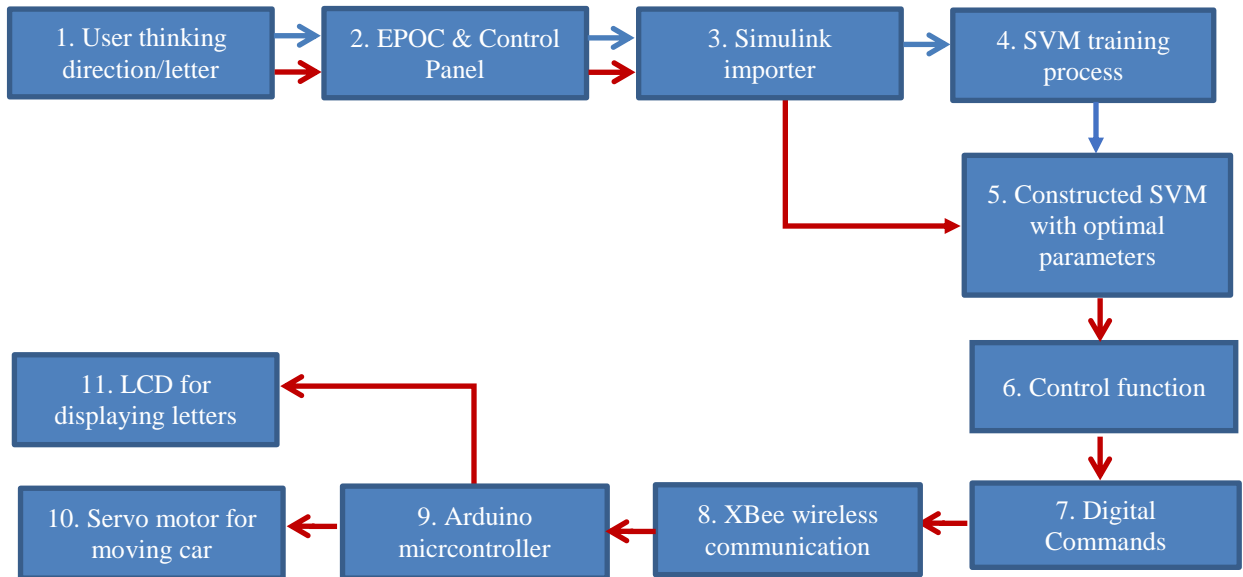 1. User thinking
direction/letter
2. EPOC & Control
Panel
3. Simulink
importer
4. SVM training
process
5. Constructed SVM
with optimal
parameters
6. Control function
7. Digital
Commands
8. XBee wireless
communication
9. Arduino
micrcontroller
10. Servo motor for
moving car
11. LCD for
displaying letters